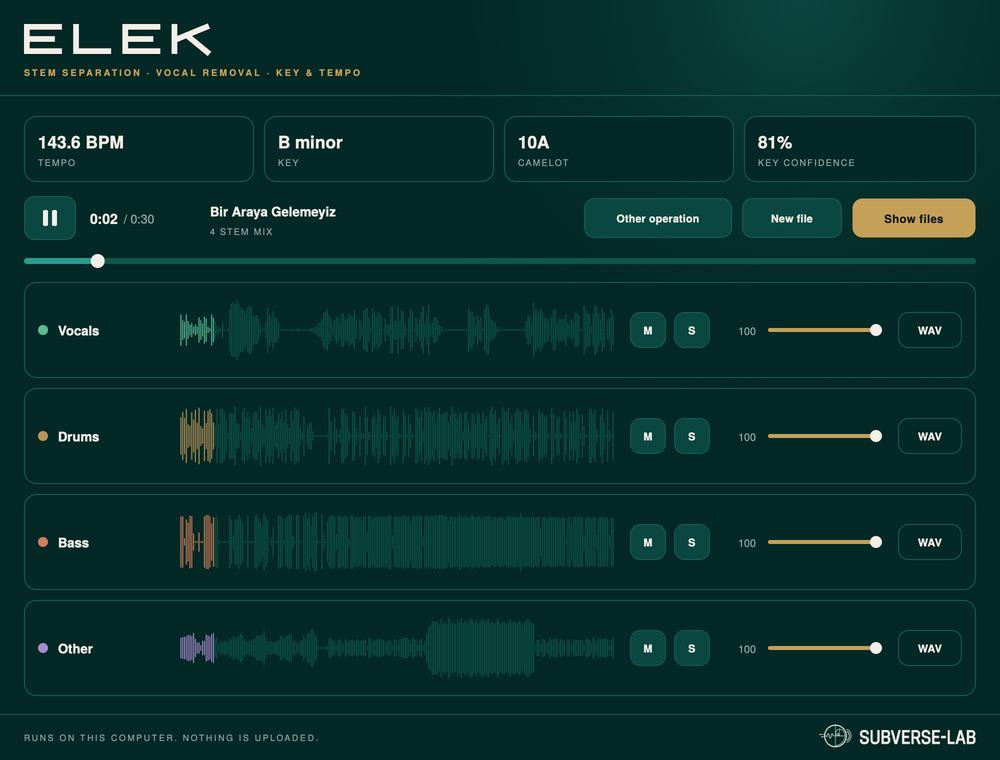 ELEK
STEM SEPARATION · VOCAL REMOVAL · KEY & TEMPO
143.6 BPM
TEMPO
B minor
KEY
10A
CAMELOT
81%
KEY CONFIDENCE
0:02 / 0:30
Bir Araya Gelemeyiz
4 STEM MIX
Other operation
New file
Show files
Vocals
M
S
100
WAV
Drums
M
S
100
WAV
Bass
M
S
100
WAV
Other
M
S
100
WAV
RUNS ON THIS COMPUTER. NOTHING IS UPLOADED.
SUBVERSE-LAB